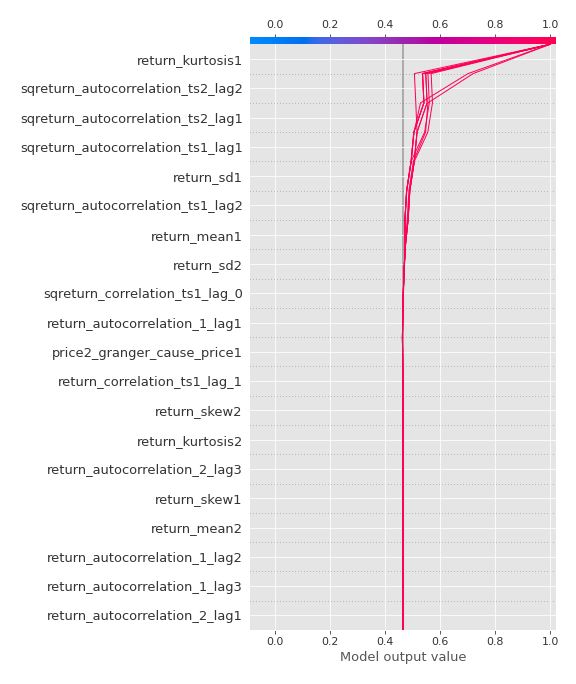 0.0 0.2 0.4 0.6 0.8 1.0
return_kurtosis1
sqreturn_autocorrelation_ts2_lag2
sqreturn_autocorrelation_ts2_lag1
sqreturn_autocorrelation_ts1_lag1
return_sd1
sqreturn_autocorrelation_ts1_lag2
return_mean1
return_sd2
sqreturn_correlation_ts1_lag_0
return_autocorrelation_1_lag1
price2_granger_cause_price1
return_correlation_ts1_lag_1
return_skew2
return_kurtosis2
return_autocorrelation_2_lag3
return_skew1
return_mean2
return_autocorrelation_1_lag2
return_autocorrelation_1_lag3
return_autocorrelation_2_lag1
0.0 0.2 0.4 0.6 0.8 1.0
Model output value